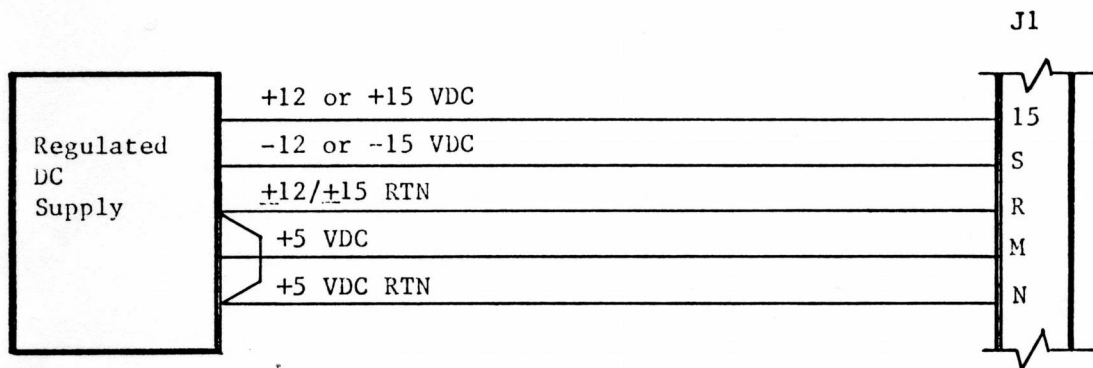 J1
+12 or +15 VDC
15
-12 or --15 VDC
S
Regulated
DC
Supply
±12/±15 RTN
R
+5 VDC
M
+5 VDC RTN
N